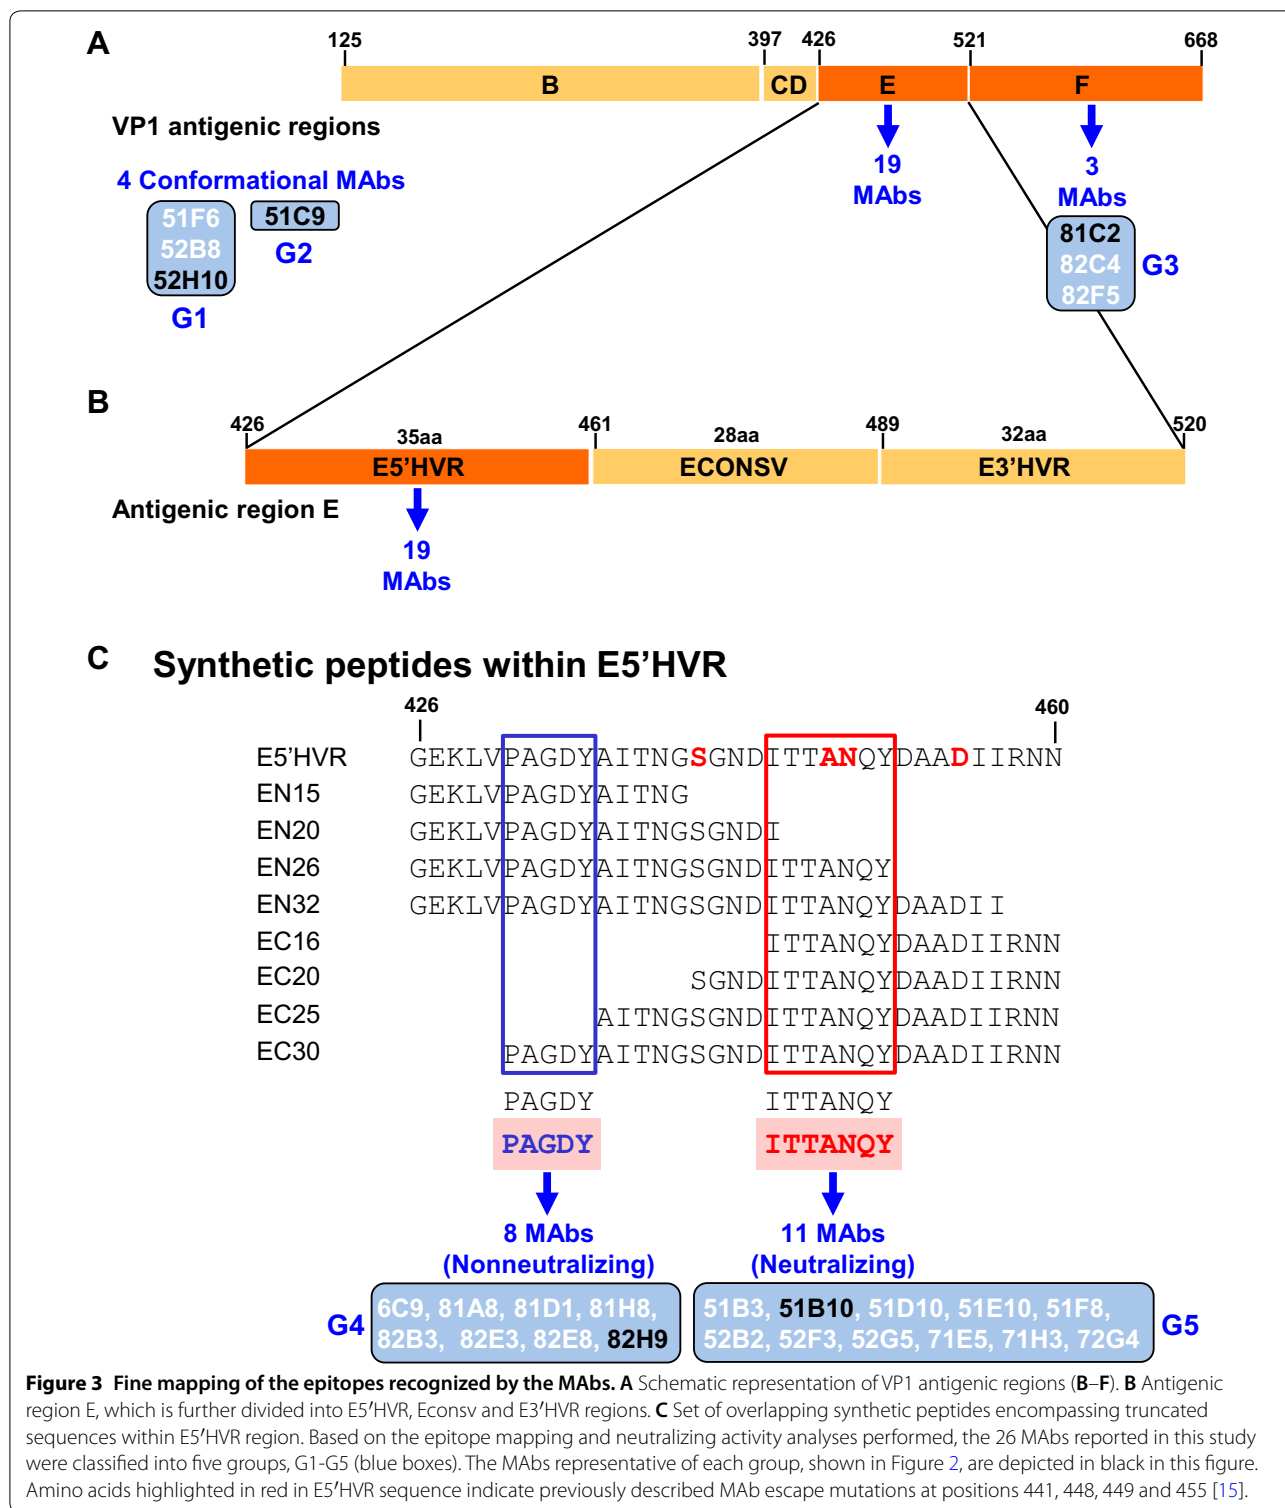 A
125 397 426 521 668
B CD E F
VP1 antigenic regions
19 MAbs
3 MAbs
4 Conformational MAbs
51F6
52B8
52H10
G1
51C9
G2
81C2
82C4
82F5
G3
B
426 461 489 520
35aa 28aa 32aa
E5'HVR ECONSV E3'HVR
Antigenic region E
19
MAbs
C Synthetic peptides within E5'HVR
426 460
E5'HVR GEKLVPAGDYAITNGSGNDITTANQYDAADIIRNN
EN15 GEKLVPAGDYAITNG
EN20 GEKLVPAGDYAITNGSGNDI
EN26 GEKLVPAGDYAITNGSGNDITTANQY
EN32 GEKLVPAGDYAITNGSGNDITTANQYDAADII
EC16 ITTANQYDAADIIRNN
EC20 SGNDITTANQYDAADIIRNN
EC25 AITNGSGNDITTANQYDAADIIRNN
EC30 PAGDYAITNGSGNDITTANQYDAADIIRNN
PAGDY ITTANQY
PAGDY ITTANQY
8 MAbs
(Nonneutralizing)
11 MAbs
(Neutralizing)
G4
6C9, 81A8, 81D1, 81H8,
82B3, 82E3, 82E8, 82H9
51B3, 51B10, 51D10, 51E10, 51F8,
52B2, 52F3, 52G5, 71E5, 71H3, 72G4
G5
Figure 3 Fine mapping of the epitopes recognized by the MAbs. A Schematic representation of VP1 antigenic regions (B–F). B Antigenic
region E, which is further divided into E5′HVR, Econsv and E3′HVR regions. C Set of overlapping synthetic peptides encompassing truncated
sequences within E5′HVR region. Based on the epitope mapping and neutralizing activity analyses performed, the 26 MAbs reported in this study
were classified into five groups, G1-G5 (blue boxes). The MAbs representative of each group, shown in Figure 2, are depicted in black in this figure.
Amino acids highlighted in red in E5′HVR sequence indicate previously described MAb escape mutations at positions 441, 448, 449 and 455 [15].